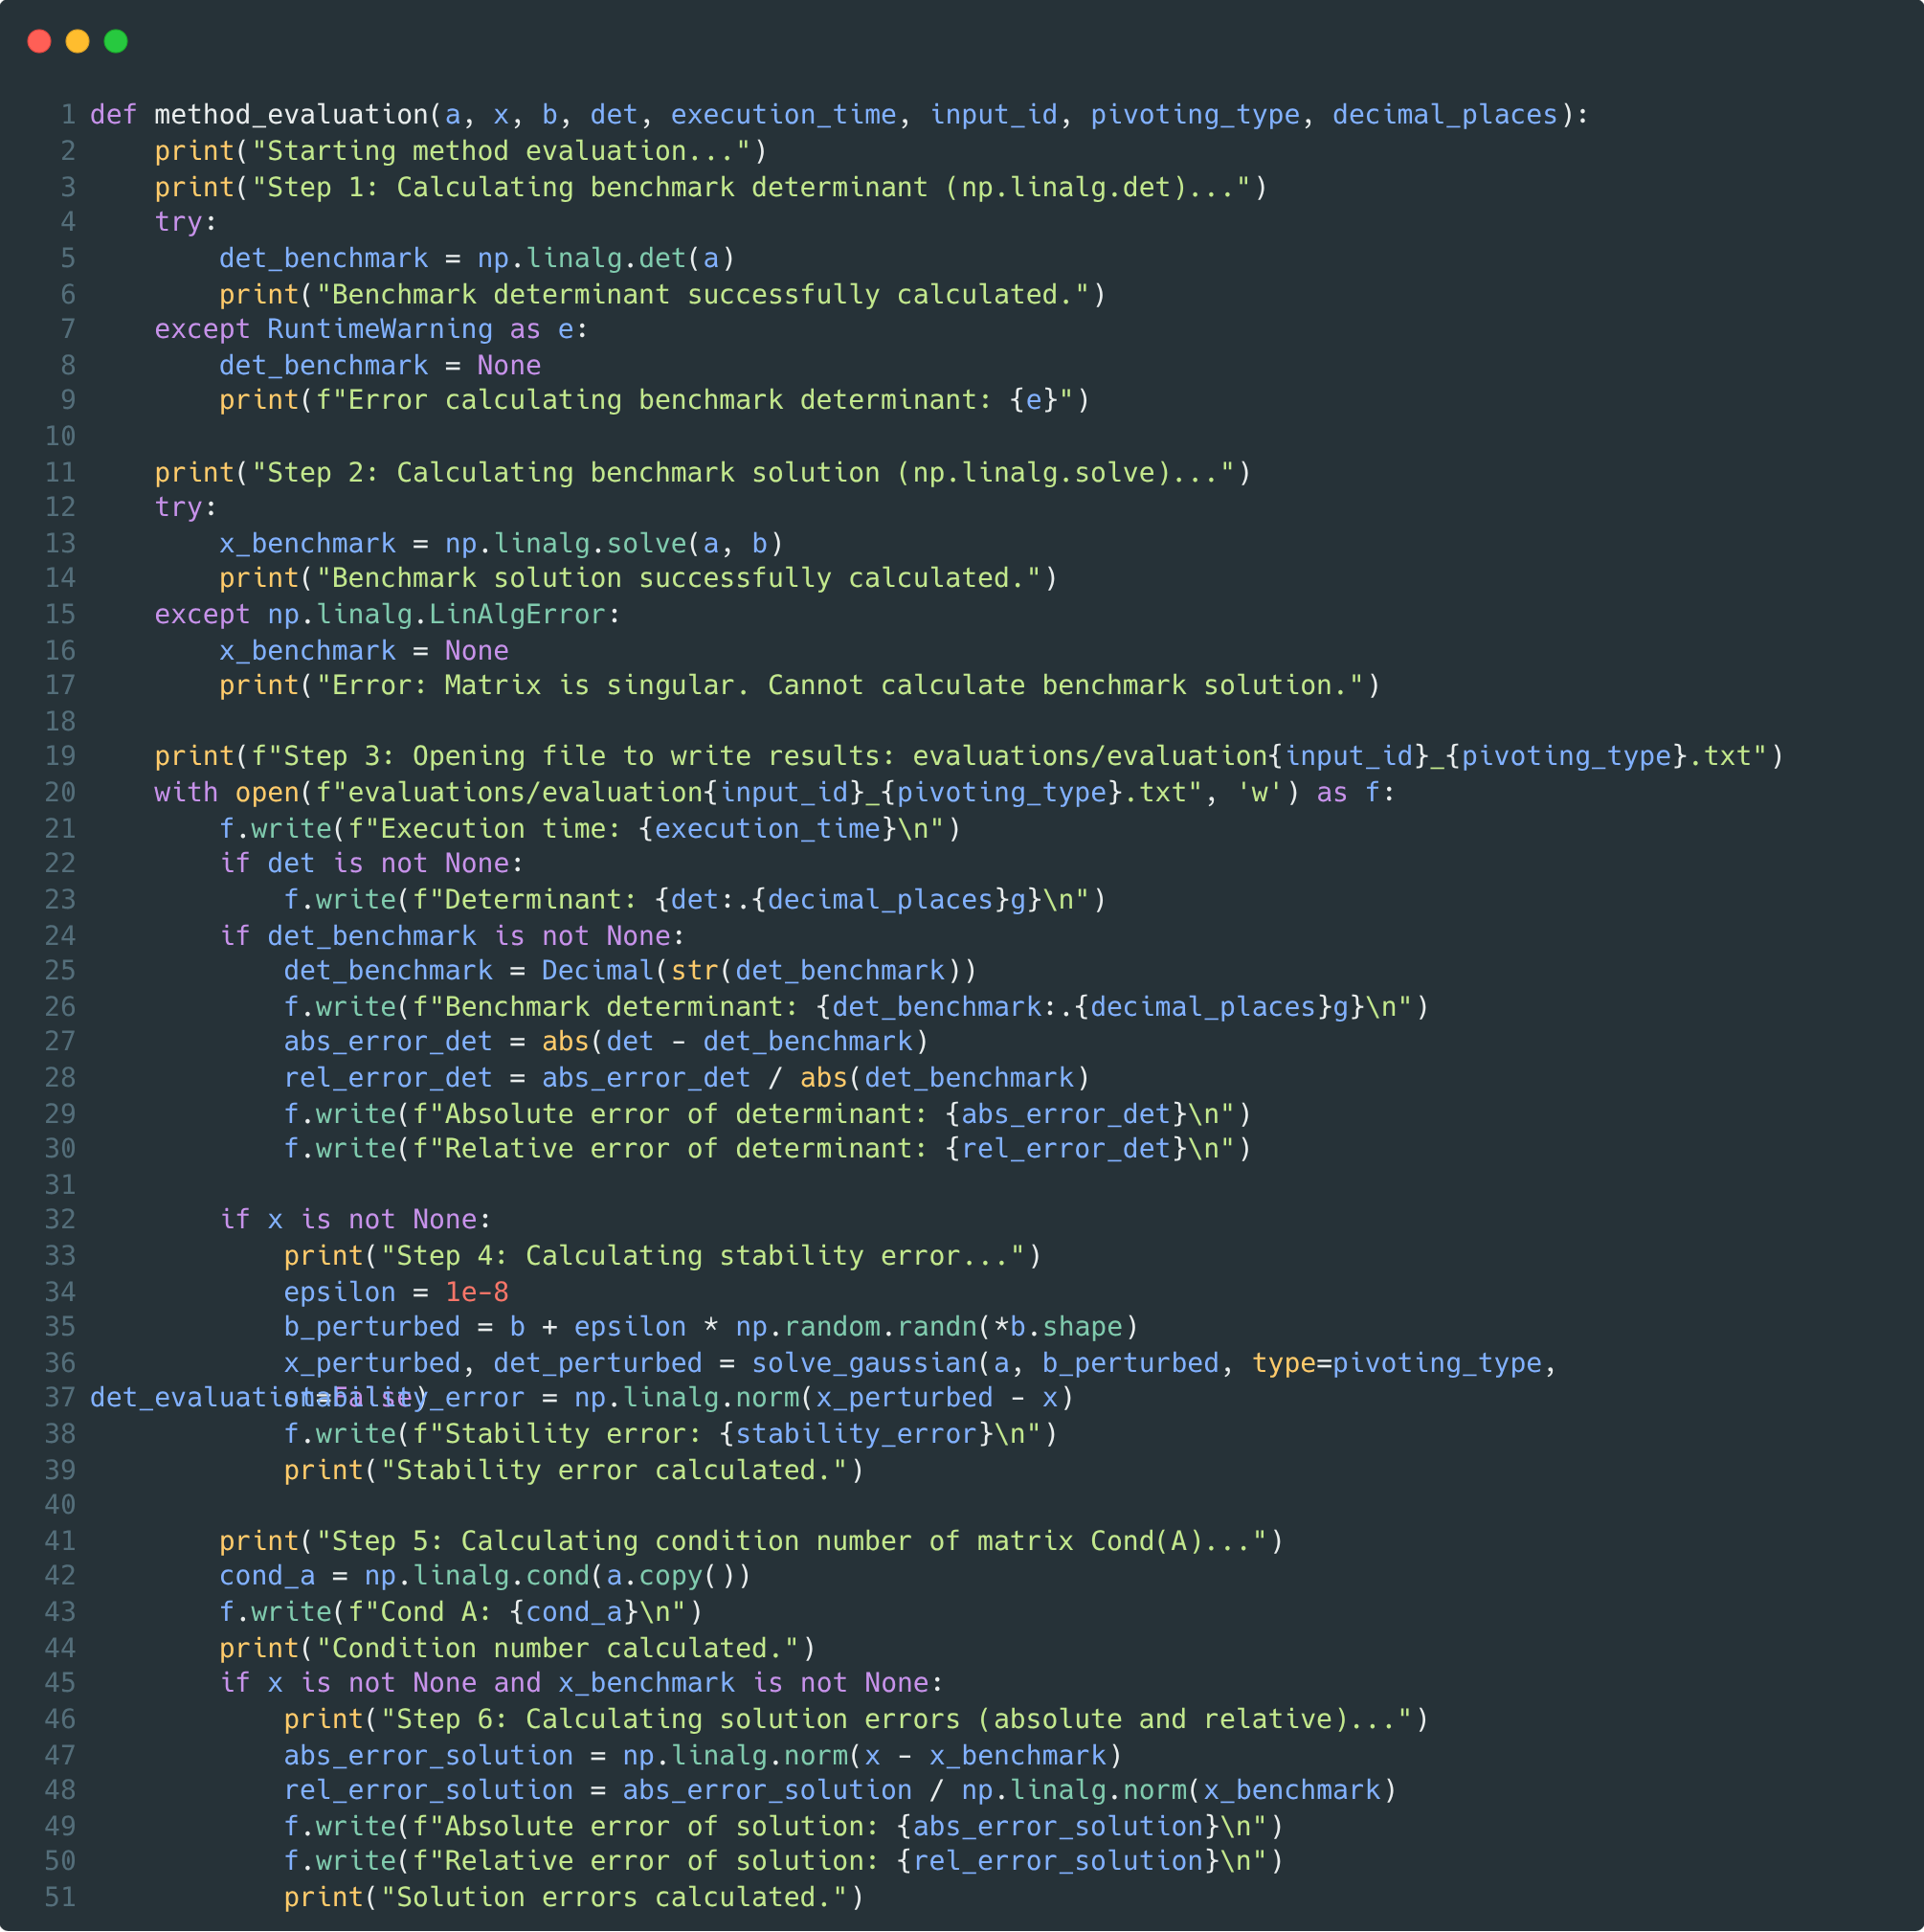 1 def method_evaluation(a, x, b, det, execution_time, input_id, pivoting_type, decimal_places):
2     print("Starting method evaluation...")
3     print("Step 1: Calculating benchmark determinant (np.linalg.det)...")
4     try:
5         det_benchmark = np.linalg.det(a)
6         print("Benchmark determinant successfully calculated.")
7     except RuntimeWarning as e:
8         det_benchmark = None
9         print(f"Error calculating benchmark determinant: {e}")
10
11     print("Step 2: Calculating benchmark solution (np.linalg.solve)...")
12     try:
13         x_benchmark = np.linalg.solve(a, b)
14         print("Benchmark solution successfully calculated.")
15     except np.linalg.LinAlgError:
16         x_benchmark = None
17         print("Error: Matrix is singular. Cannot calculate benchmark solution.")
18
19     print(f"Step 3: Opening file to write results: evaluations/evaluation{input_id}_{pivoting_type}.txt")
20     with open(f"evaluations/evaluation{input_id}_{pivoting_type}.txt", 'w') as f:
21         f.write(f"Execution time: {execution_time}\n")
22         if det is not None:
23             f.write(f"Determinant: {det:.{decimal_places}g}\n")
24         if det_benchmark is not None:
25             det_benchmark = Decimal(str(det_benchmark))
26             f.write(f"Benchmark determinant: {det_benchmark:.{decimal_places}g}\n")
27             abs_error_det = abs(det - det_benchmark)
28             rel_error_det = abs_error_det / abs(det_benchmark)
29             f.write(f"Absolute error of determinant: {abs_error_det}\n")
30             f.write(f"Relative error of determinant: {rel_error_det}\n")
31
32         if x is not None:
33             print("Step 4: Calculating stability error...")
34             epsilon = 1e-8
35             b_perturbed = b + epsilon * np.random.randn(*b.shape)
36             x_perturbed, det_perturbed = solve_gaussian(a, b_perturbed, type=pivoting_type,
det_evaluation=False)
37             stability_error = np.linalg.norm(x_perturbed - x)
38             f.write(f"Stability error: {stability_error}\n")
39             print("Stability error calculated.")
40
41         print("Step 5: Calculating condition number of matrix Cond(A)...")
42         cond_a = np.linalg.cond(a.copy())
43         f.write(f"Cond A: {cond_a}\n")
44         print("Condition number calculated.")
45         if x is not None and x_benchmark is not None:
46             print("Step 6: Calculating solution errors (absolute and relative)...")
47             abs_error_solution = np.linalg.norm(x - x_benchmark)
48             rel_error_solution = abs_error_solution / np.linalg.norm(x_benchmark)
49             f.write(f"Absolute error of solution: {abs_error_solution}\n")
50             f.write(f"Relative error of solution: {rel_error_solution}\n")
51             print("Solution errors calculated.")